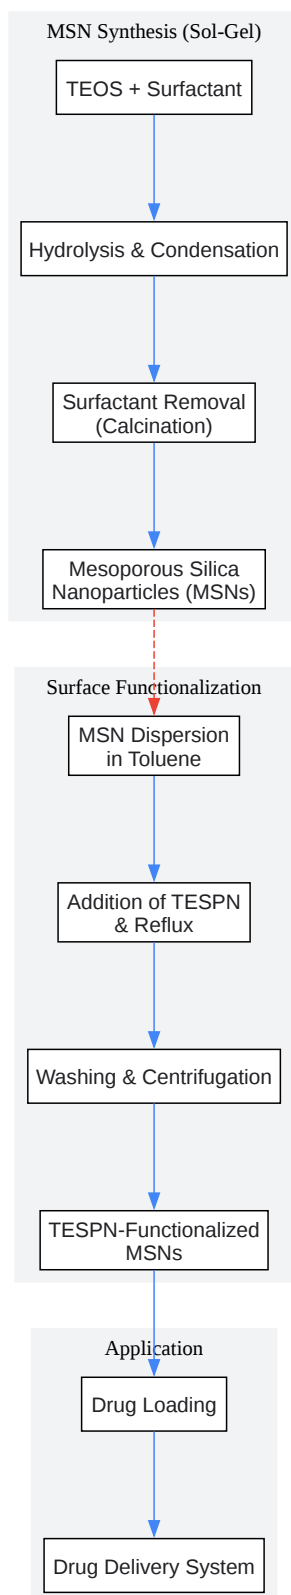 MSN Synthesis (Sol-Gel)
TEOS + Surfactant
Hydrolysis & Condensation
Surfactant Removal
(Calcination)
Mesoporous Silica
Nanoparticles (MSNs)
Surface Functionalization
MSN Dispersion
in Toluene
Addition of TESPN
& Reflux
Washing & Centrifugation
TESPN-Functionalized
MSNs
Application
Drug Loading
Drug Delivery System